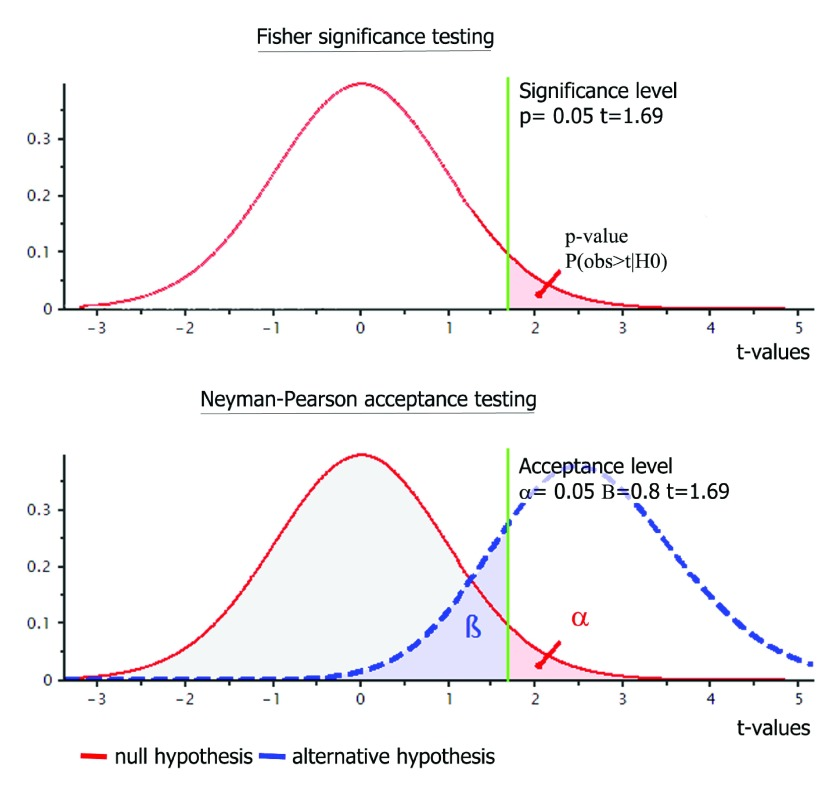 Fisher significance testing
Significance level
p= 0.05 t=1.69
0.3
0.2
0.1
0
p-value
P(obs>t|H0)
-3 -2 -1 0 1 2 3 4 5
t-values
Neyman-Pearson acceptance testing
Acceptance level
α= 0.05 B=0.8 t=1.69
0.3
0.2
0.1
0
ß
α
-3 -2 -1 0 1 2 3 4 5
t-values
null hypothesis alternative hypothesis